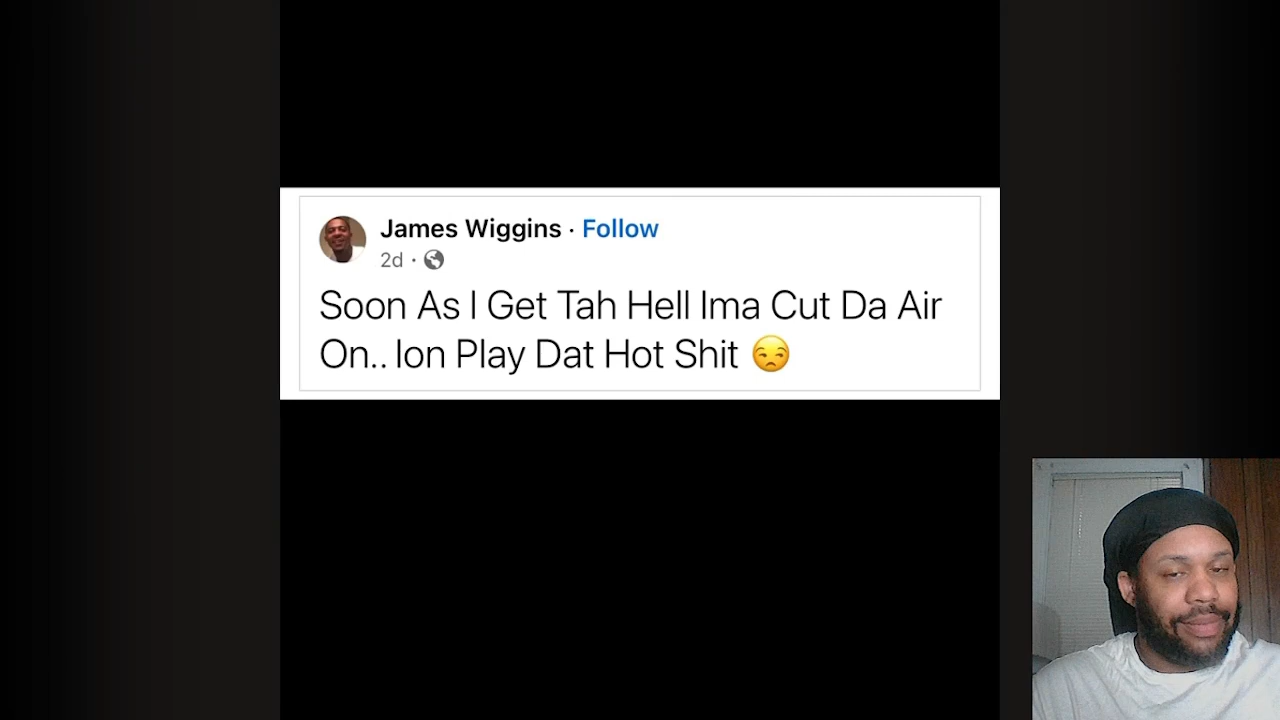 James Wiggins · Follow
2d ·
Soon As I Get Tah Hell Ima Cut Da Air
On.. Ion Play Dat Hot Shit 😒